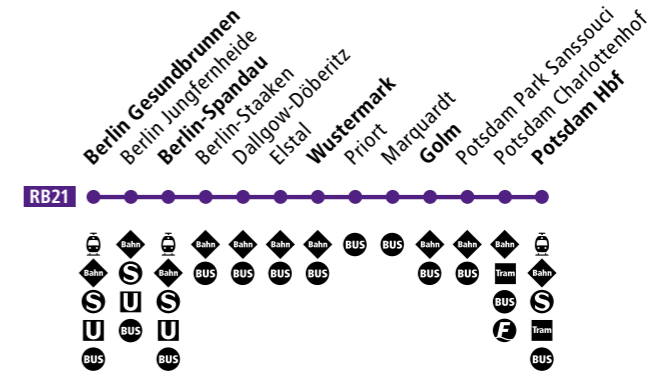 Berlin Gesundbrunnen
Berlin Jungfernheide
Berlin-Spandau
Berlin-Staaken
Dallgow-Döberitz
Elstal
Wustermark
Priort
Marquardt
Golm
Potsdam Park Sanssouci
Potsdam Charlottenhof
Potsdam Hbf
RB21
Bahn Bahn Bahn Bahn Bahn Bahn BUS BUS Bahn Bahn Bahn
Bahn S Bahn BUS BUS BUS BUS BUS BUS Tram Bahn
S U S BUS S
U BUS U F Tram
BUS BUS BUS